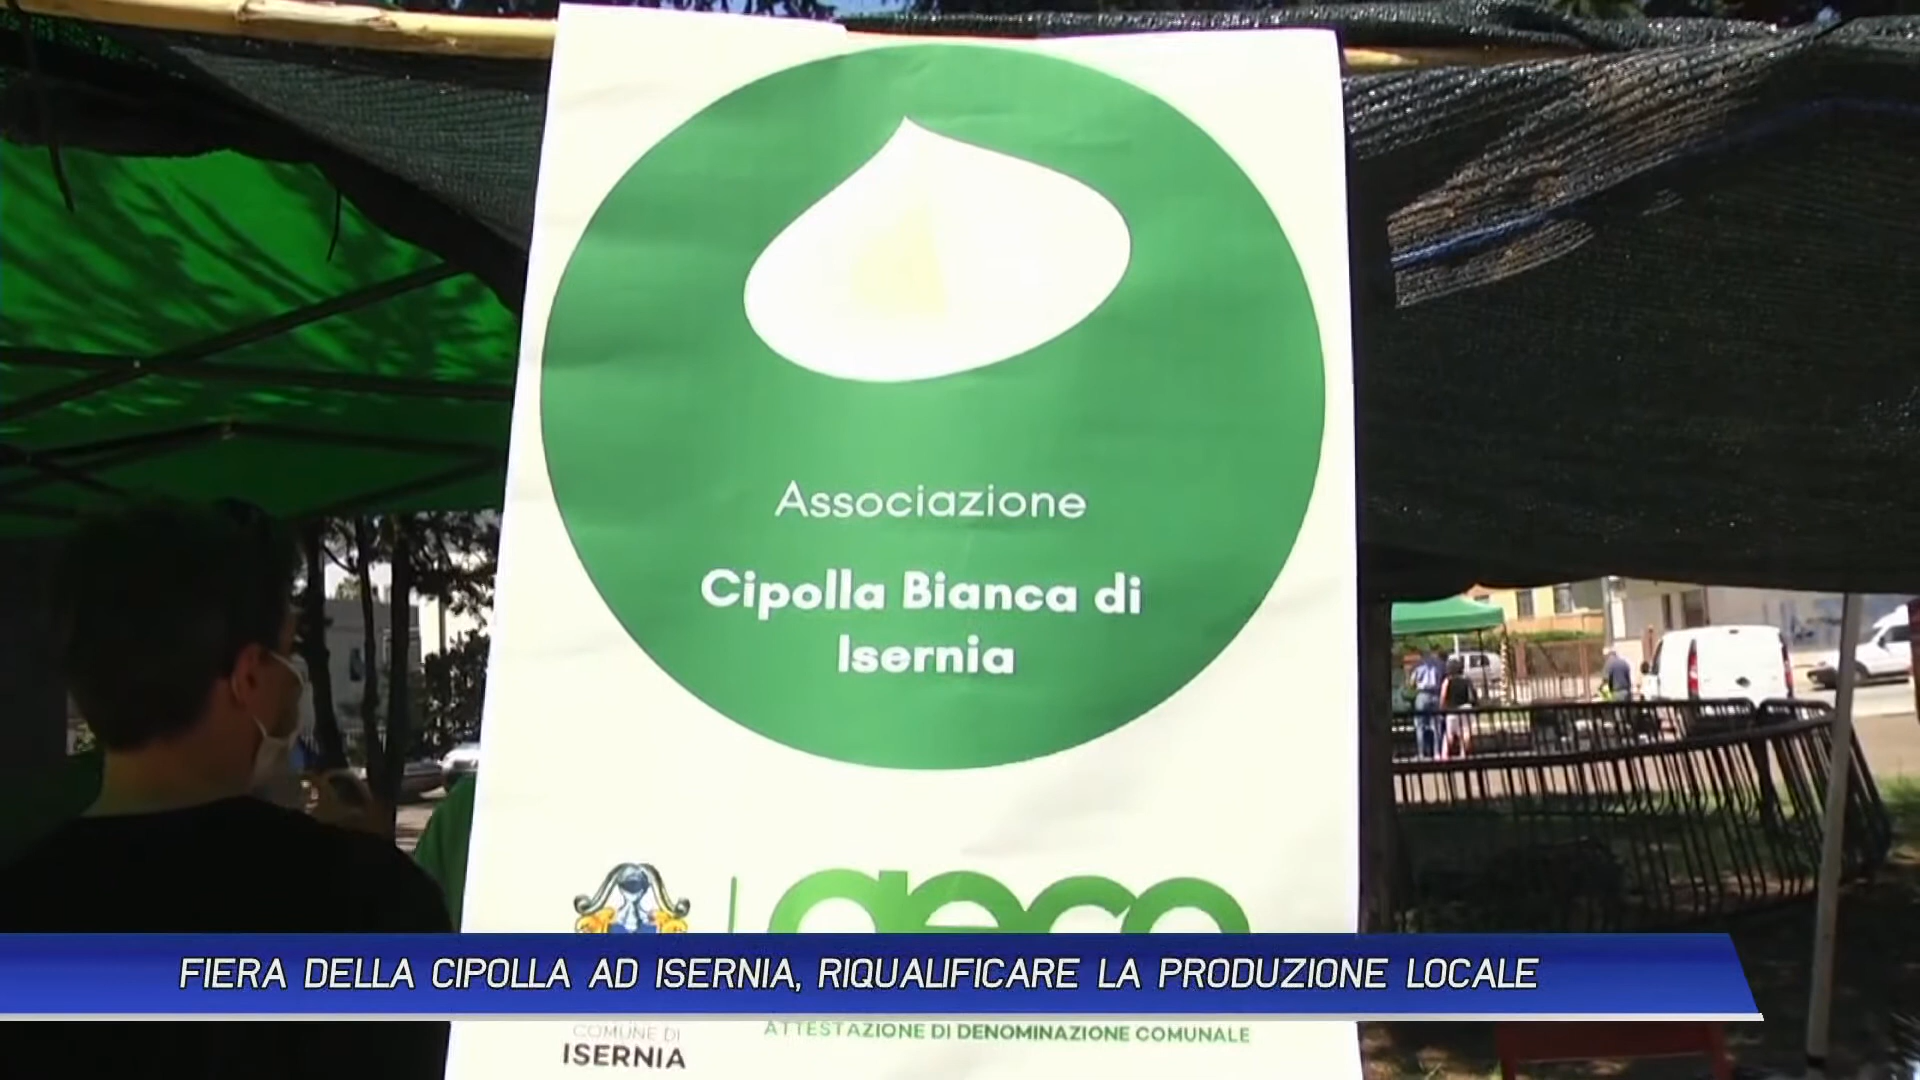 Associazione
Cipolla Bianca di
Isernia
FIERA DELLA CIPOLLA AD ISERNIA, RIQUALIFICARE LA PRODUZIONE LOCALE
COMUNE DI
ISERNIA
ATTESTAZIONE DI DENOMINAZIONE COMUNALE